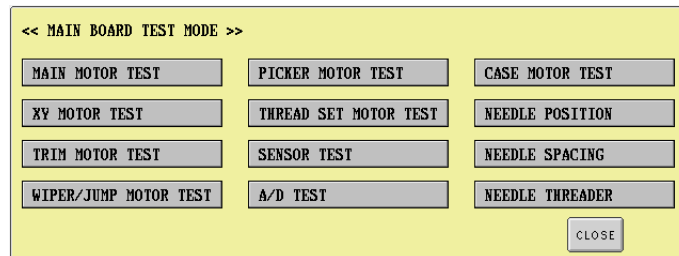 << MAIN BOARD TEST MODE >>
MAIN MOTOR TEST PICKER MOTOR TEST CASE MOTOR TEST
XY MOTOR TEST THREAD SET MOTOR TEST NEEDLE POSITION
TRIM MOTOR TEST SENSOR TEST NEEDLE SPACING
WIPER/JUMP MOTOR TEST A/D TEST NEEDLE THREADER
CLOSE